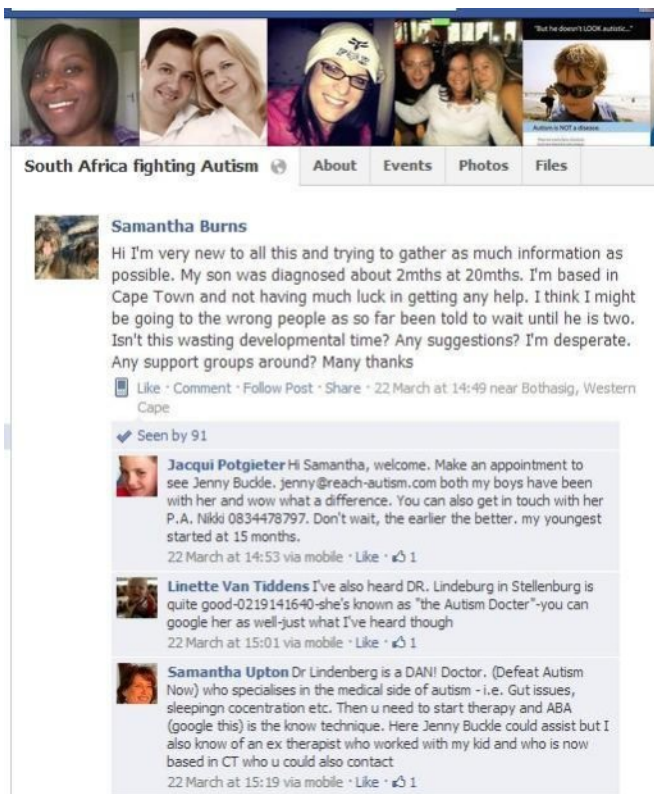 "But he doesn't LOOK autistic..."
Autism is NOT a disease
South Africa fighting Autism About Events Photos Files
Samantha Burns
Hi I'm very new to all this and trying to gather as much information as
possible. My son was diagnosed about 2mths at 20mths. I'm based in
Cape Town and not having much luck in getting any help. I think I might
be going to the wrong people as so far been told to wait until he is two.
Isn't this wasting developmental time? Any suggestions? I'm desperate.
Any support groups around? Many thanks
Like · Comment · Follow Post · Share · 22 March at 14:49 near Bothasig, Western
Cape
Seen by 91
Jacqui Potgieter Hi Samantha, welcome. Make an appointment to
see Jenny Buckle. jenny@reach-autism.com both my boys have been
with her and wow what a difference. You can also get in touch with her
P.A. Nikki 0834478797. Don't wait, the earlier the better. my youngest
started at 15 months.
22 March at 14:53 via mobile · Like · 1
Linette Van Tiddens I've also heard DR. Lindeburg in Stellenburg is
quite good-0219141640-she's known as "the Autism Docter"-you can
google her as well-just what I've heard though
22 March at 15:01 via mobile · Like · 1
Samantha Upton Dr Lindenberg is a DAN! Doctor. (Defeat Autism
Now) who specialises in the medical side of autism - i.e. Gut issues,
sleepingn cocentration etc. Then u need to start therapy and ABA
(google this) is the know technique. Here Jenny Buckle could assist but I
also know of an ex therapist who worked with my kid and who is now
based in CT who u could also contact
22 March at 15:19 via mobile · Like · 1